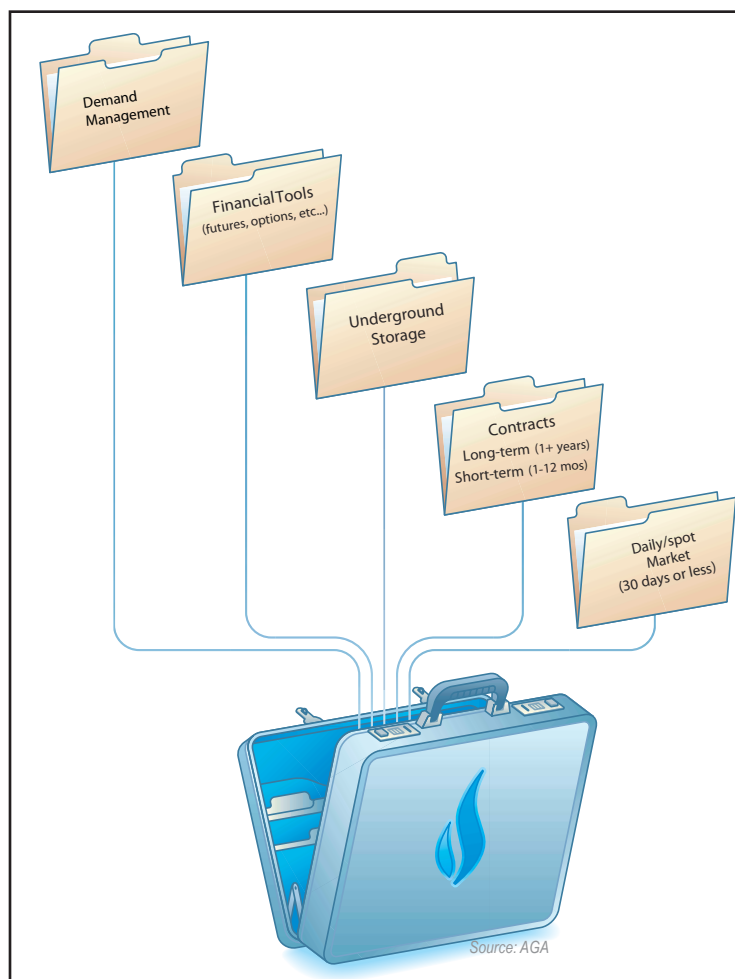 Demand
Management
FinancialTools
(futures, options, etc...)
Underground
Storage
Contracts
Long-term (1+ years)
Short-term (1-12 mos)
Daily/spot
Market
(30 days or less)
Source: AGA